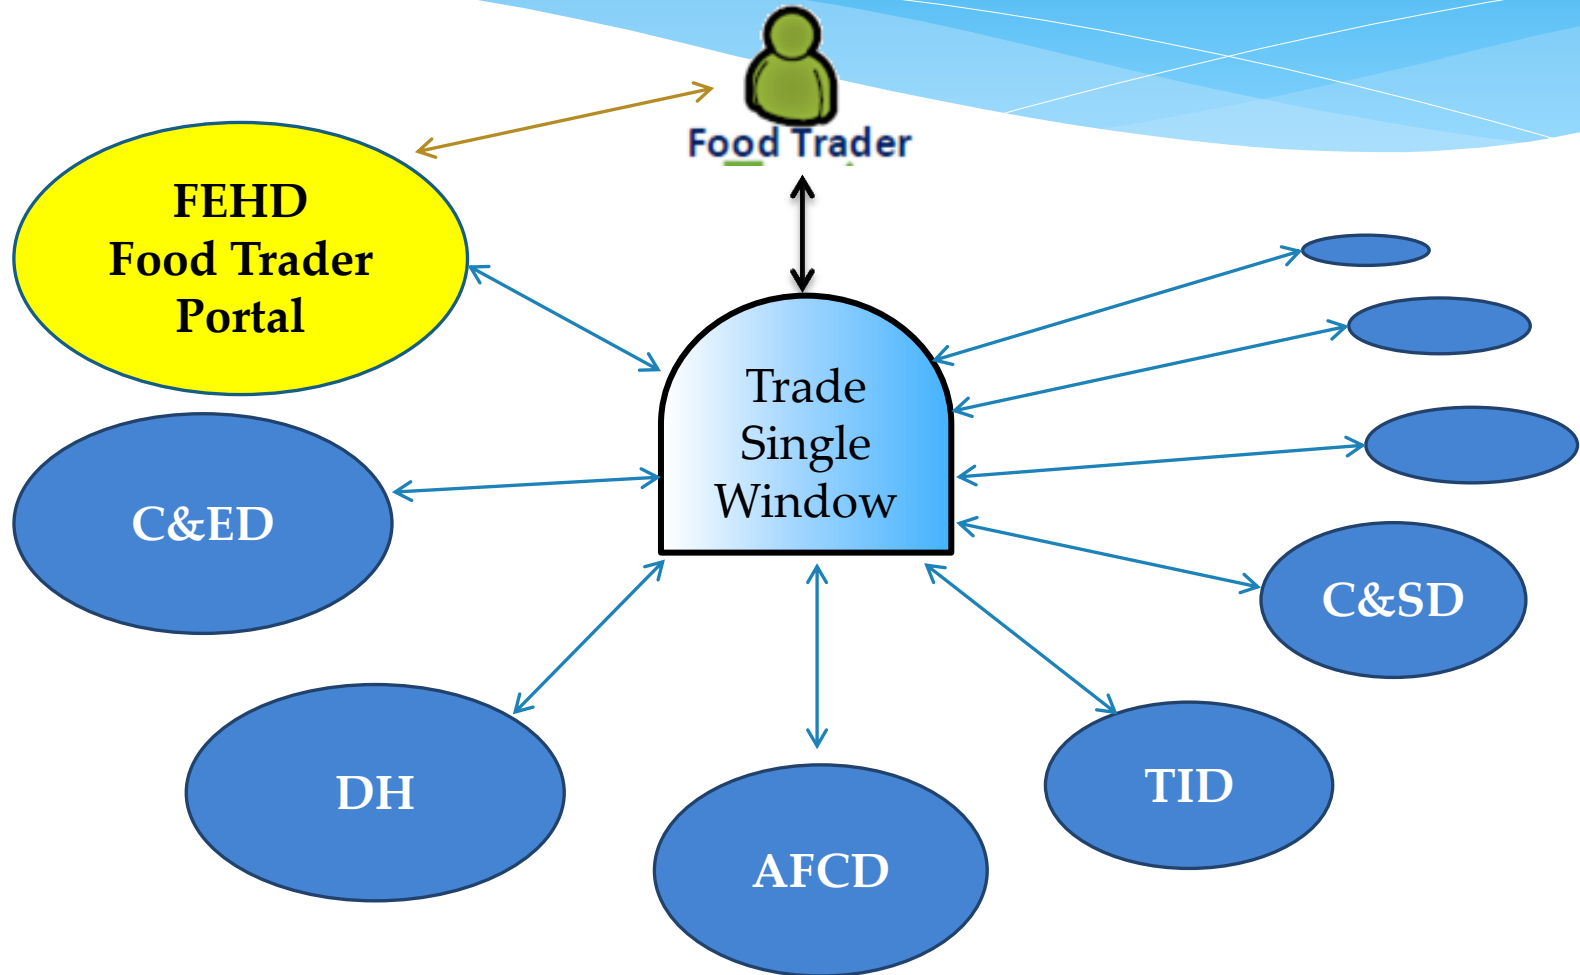 Food Trader
FEHD
Food Trader
Portal
Trade
Single
Window
C&ED
C&SD
DH
TID
AFCD